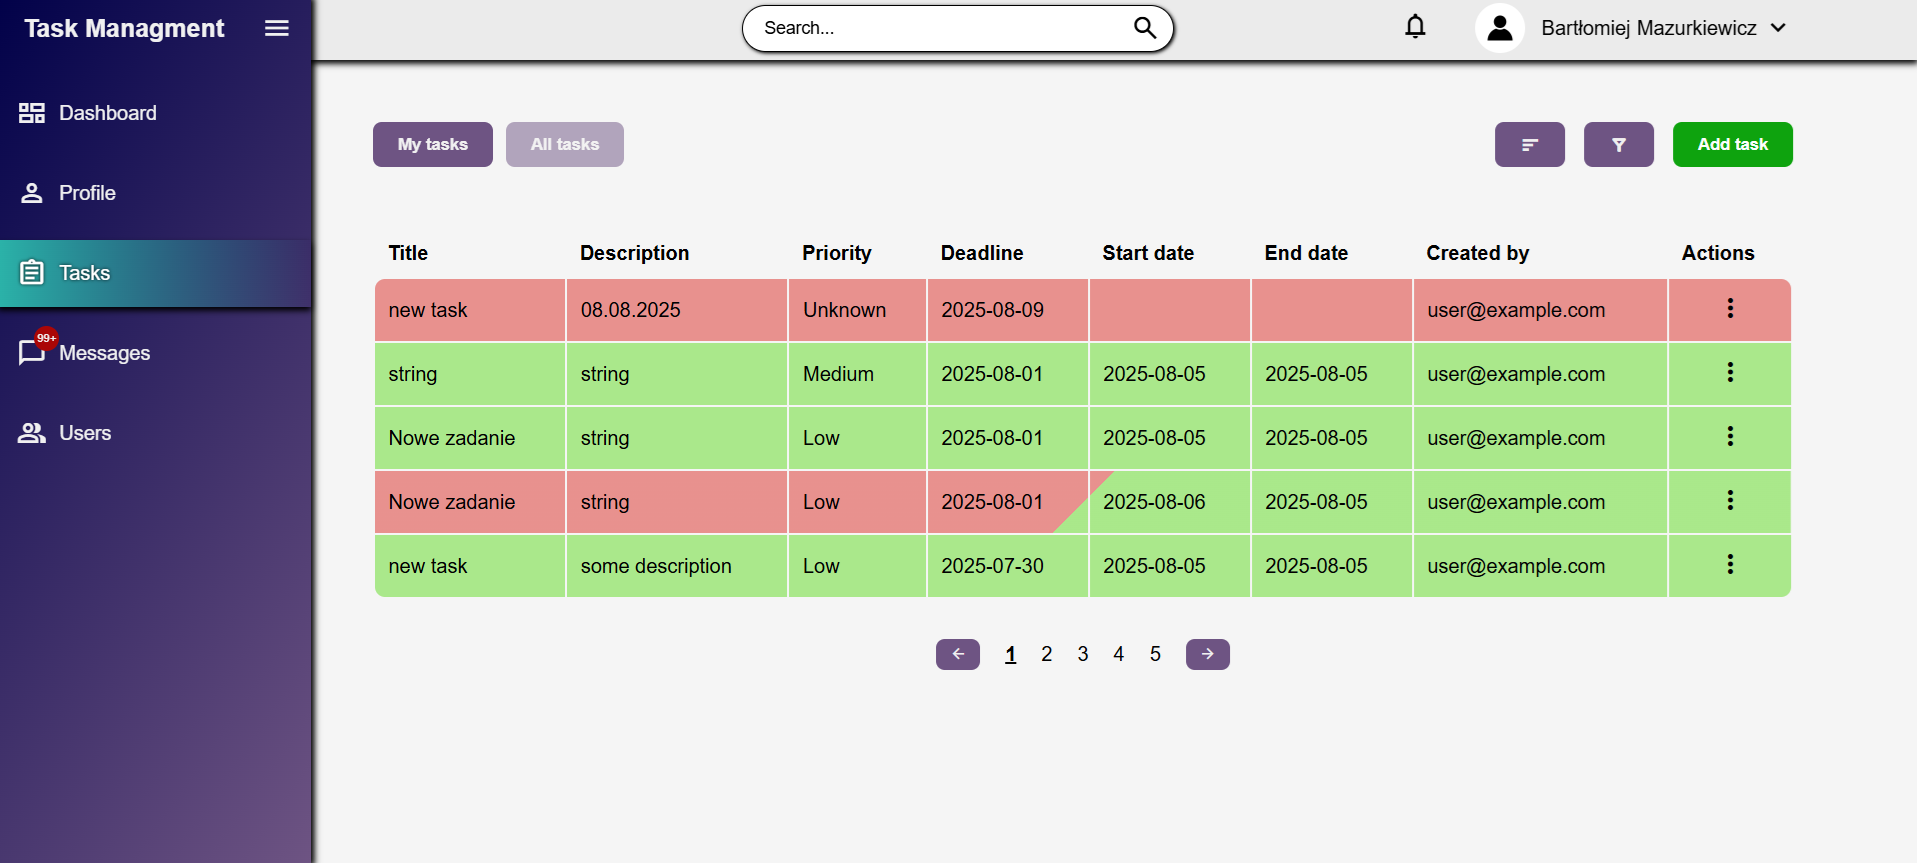 Task Managment
Search...
Bartłomiej Mazurkiewicz
Dashboard
Profile
Tasks
99+
Messages
Users
My tasks
All tasks
Add task
Title Description Priority Deadline Start date End date Created by Actions
new task 08.08.2025 Unknown 2025-08-09 user@example.com
string string Medium 2025-08-01 2025-08-05 2025-08-05 user@example.com
Nowe zadanie string Low 2025-08-01 2025-08-05 2025-08-05 user@example.com
Nowe zadanie string Low 2025-08-01 2025-08-06 2025-08-05 user@example.com
new task some description Low 2025-07-30 2025-08-05 2025-08-05 user@example.com
1 2 3 4 5